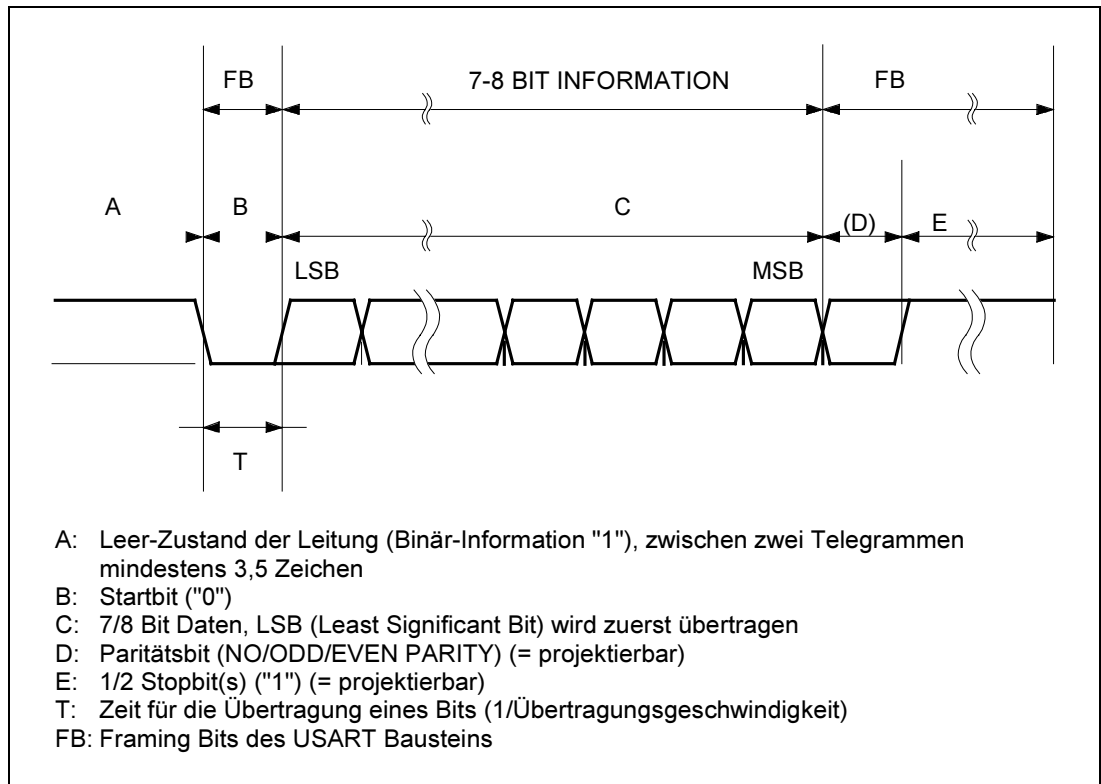 FB 7-8 BIT INFORMATION FB
A B C (D) E
LSB MSB
T
A: Leer-Zustand der Leitung (Binär-Information "1"), zwischen zwei Telegrammen
mindestens 3,5 Zeichen
B: Startbit ("0")
C: 7/8 Bit Daten, LSB (Least Significant Bit) wird zuerst übertragen
D: Paritätsbit (NO/ODD/EVEN PARITY) (= projektierbar)
E: 1/2 Stopbit(s) ("1") (= projektierbar)
T: Zeit für die Übertragung eines Bits (1/Übertragungsgeschwindigkeit)
FB: Framing Bits des USART Bausteins